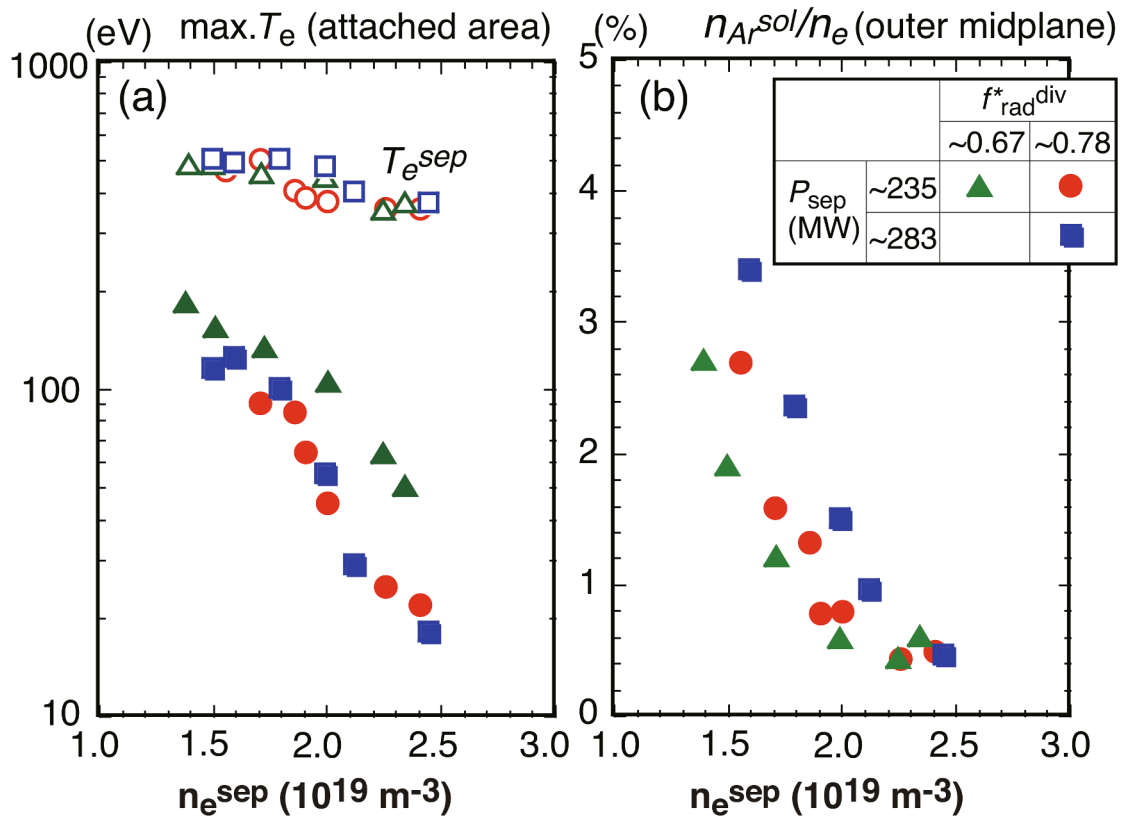 (eV) max.Te (attached area)
1000
100
10
(a)
Te sep
1.0 1.5 2.0 2.5 3.0
ne sep (10 19 m-3)
(%) nAr sol/ne (outer midplane)
5
4
3
2
1
0
(b)
f*rad div
~0.67 ~0.78
Psep
(MW)
~235
~283
1.0 1.5 2.0 2.5 3.0
ne sep (10 19 m-3)